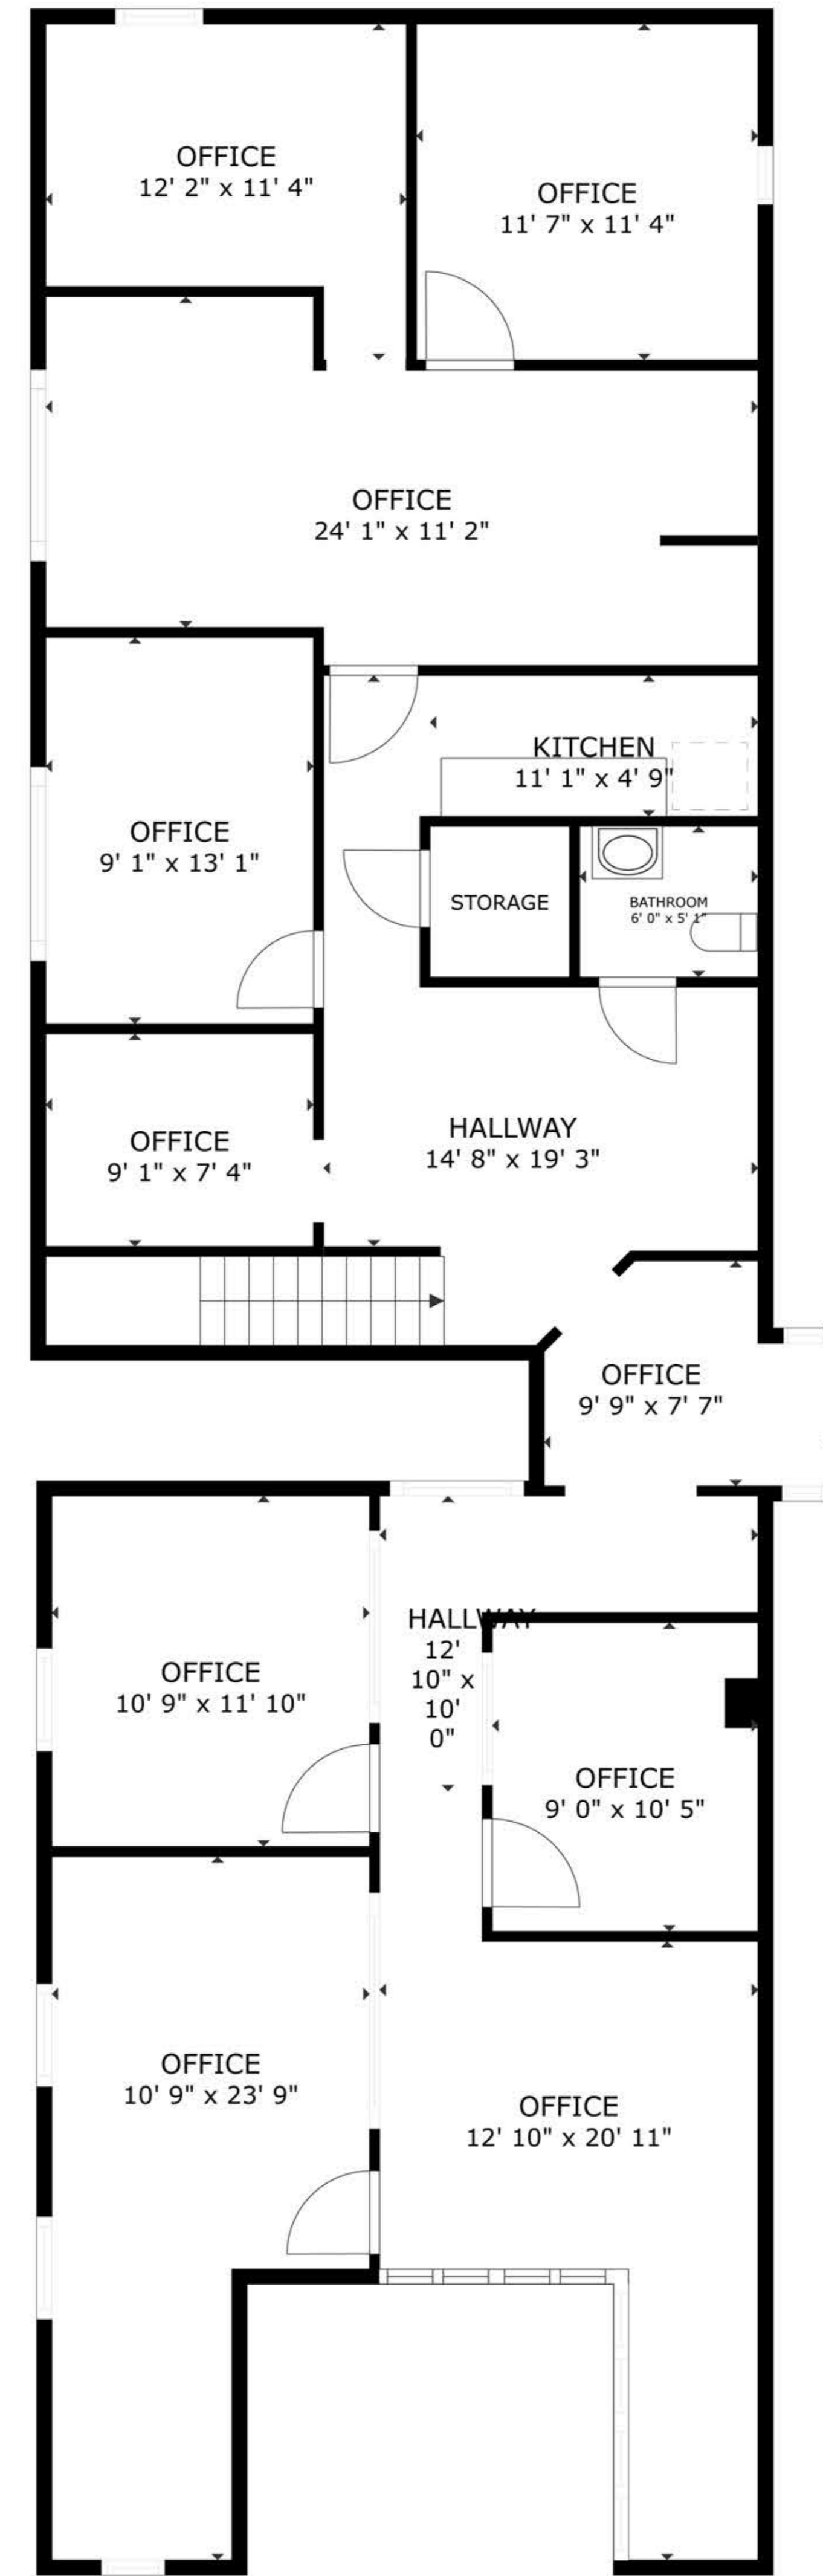 OFFICE
12' 2" x 11' 4"
OFFICE
11' 7" x 11' 4"
OFFICE
24' 1" x 11' 2"
KITCHEN
11' 1" x 4' 9"
OFFICE
9' 1" x 13' 1"
STORAGE
BATHROOM
6' 0" x 5' 1"
HALLWAY
14' 8" x 19' 3"
OFFICE
9' 1" x 7' 4"
OFFICE
9' 9" x 7' 7"
HALLWAY
12'
10" x
10'
0"
OFFICE
10' 9" x 11' 10"
OFFICE
9' 0" x 10' 5"
OFFICE
10' 9" x 23' 9"
OFFICE
12' 10" x 20' 11"